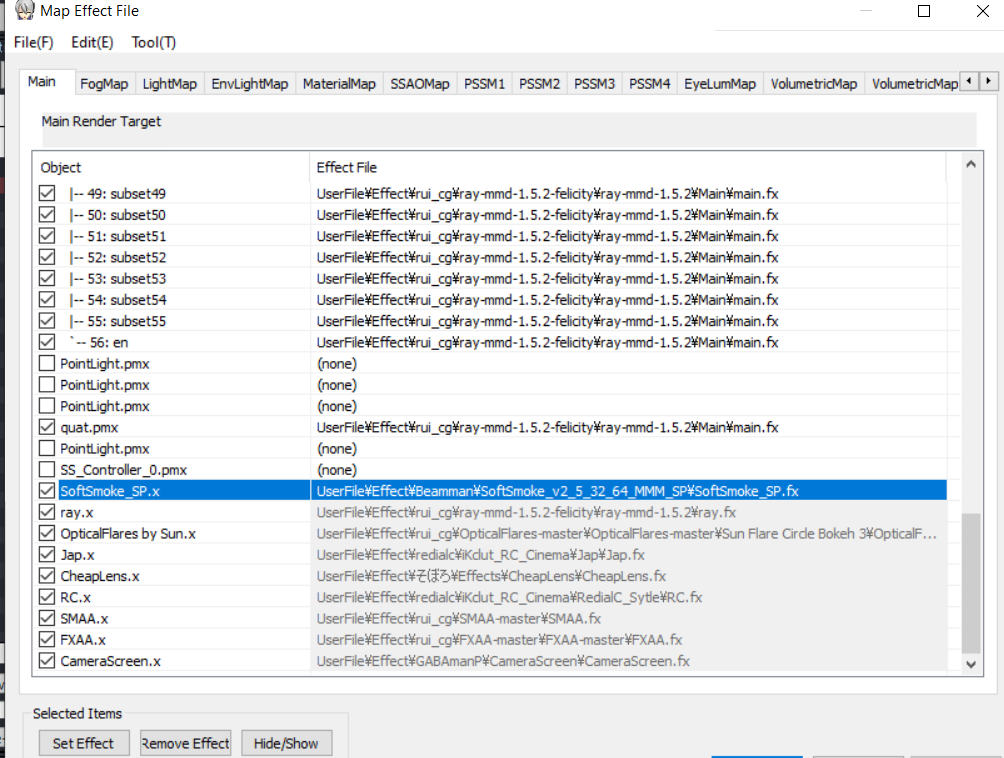 Map Effect File
File(F) Edit(E) Tool(T)
Main FogMap LightMap EnvLightMap MaterialMap SSAOMap PSSM1 PSSM2 PSSM3 PSSM4 EyeLumMap VolumetricMap VolumetricMap
Main Render Target
Object Effect File
|-- 49: subset49 UserFile¥Effect¥rui_cg¥ray-mmd-1.5.2-felicity¥ray-mmd-1.5.2¥Main¥main.fx
|-- 50: subset50 UserFile¥Effect¥rui_cg¥ray-mmd-1.5.2-felicity¥ray-mmd-1.5.2¥Main¥main.fx
|-- 51: subset51 UserFile¥Effect¥rui_cg¥ray-mmd-1.5.2-felicity¥ray-mmd-1.5.2¥Main¥main.fx
|-- 52: subset52 UserFile¥Effect¥rui_cg¥ray-mmd-1.5.2-felicity¥ray-mmd-1.5.2¥Main¥main.fx
|-- 53: subset53 UserFile¥Effect¥rui_cg¥ray-mmd-1.5.2-felicity¥ray-mmd-1.5.2¥Main¥main.fx
|-- 54: subset54 UserFile¥Effect¥rui_cg¥ray-mmd-1.5.2-felicity¥ray-mmd-1.5.2¥Main¥main.fx
|-- 55: subset55 UserFile¥Effect¥rui_cg¥ray-mmd-1.5.2-felicity¥ray-mmd-1.5.2¥Main¥main.fx
`-- 56: en UserFile¥Effect¥rui_cg¥ray-mmd-1.5.2-felicity¥ray-mmd-1.5.2¥Main¥main.fx
PointLight.pmx (none)
PointLight.pmx (none)
PointLight.pmx (none)
quat.pmx UserFile¥Effect¥rui_cg¥ray-mmd-1.5.2-felicity¥ray-mmd-1.5.2¥Main¥main.fx
PointLight.pmx (none)
SS_Controller_0.pmx (none)
SoftSmoke_SP.x UserFile¥Effect¥Beamman¥SoftSmoke_v2_5_32_64_MMM_SP¥SoftSmoke_SP.fx
ray.x UserFile¥Effect¥rui_cg¥ray-mmd-1.5.2-felicity¥ray-mmd-1.5.2¥ray.fx
OpticalFlares by Sun.x UserFile¥Effect¥rui_cg¥OpticalFlares-master¥OpticalFlares-master¥Sun Flare Circle Bokeh 3¥OpticalF...
Jap.x UserFile¥Effect¥redialc¥iKclut_RC_Cinema¥Jap¥Jap.fx
CheapLens.x UserFile¥Effect¥そぼろ¥Effects¥CheapLens¥CheapLens.fx
RC.x UserFile¥Effect¥redialc¥iKclut_RC_Cinema¥RedialC_Sytle¥RC.fx
SMAA.x UserFile¥Effect¥rui_cg¥SMAA-master¥SMAA.fx
FXAA.x UserFile¥Effect¥rui_cg¥FXAA-master¥FXAA-master¥FXAA.fx
CameraScreen.x UserFile¥Effect¥GABAmanP¥CameraScreen¥CameraScreen.fx
Selected Items
Set Effect Remove Effect Hide/Show